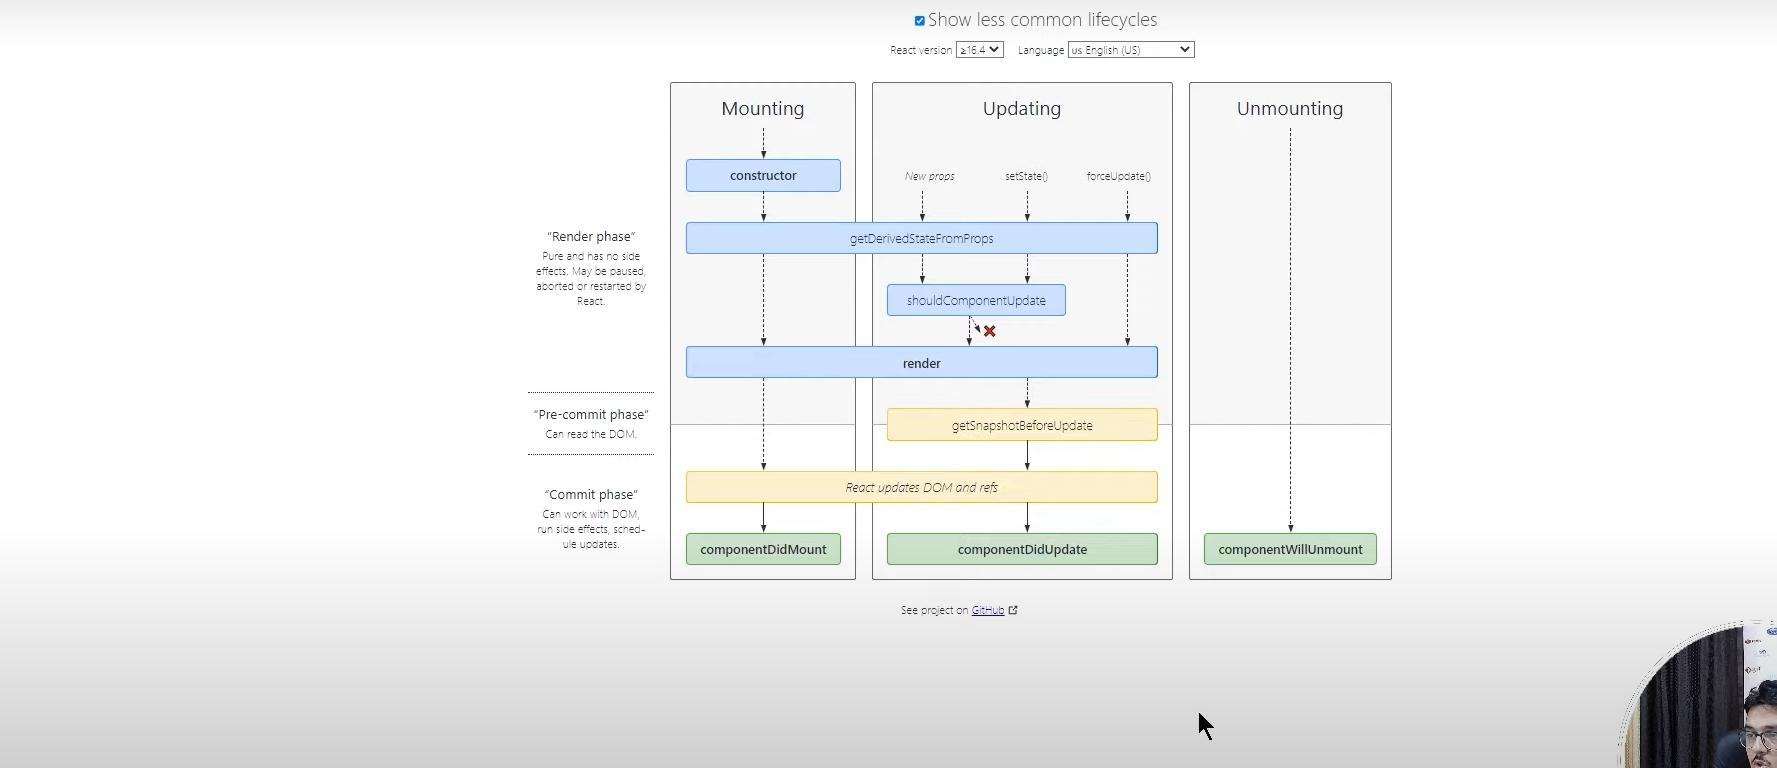 Show less common lifecycles
React version ≥16.4 Language us English (US)
Mounting
Updating
Unmounting
constructor
New props
setState()
forceUpdate()
getDerivedStateFromProps
shouldComponentUpdate
render
getSnapshotBeforeUpdate
React updates DOM and refs
componentDidMount
componentDidUpdate
componentWillUnmount
“Render phase”
Pure and has no side
effects. May be paused,
aborted or restarted by
React.
“Pre-commit phase”
Can read the DOM.
“Commit phase”
Can work with DOM,
run side effects, sched-
ule updates.
See project on GitHub